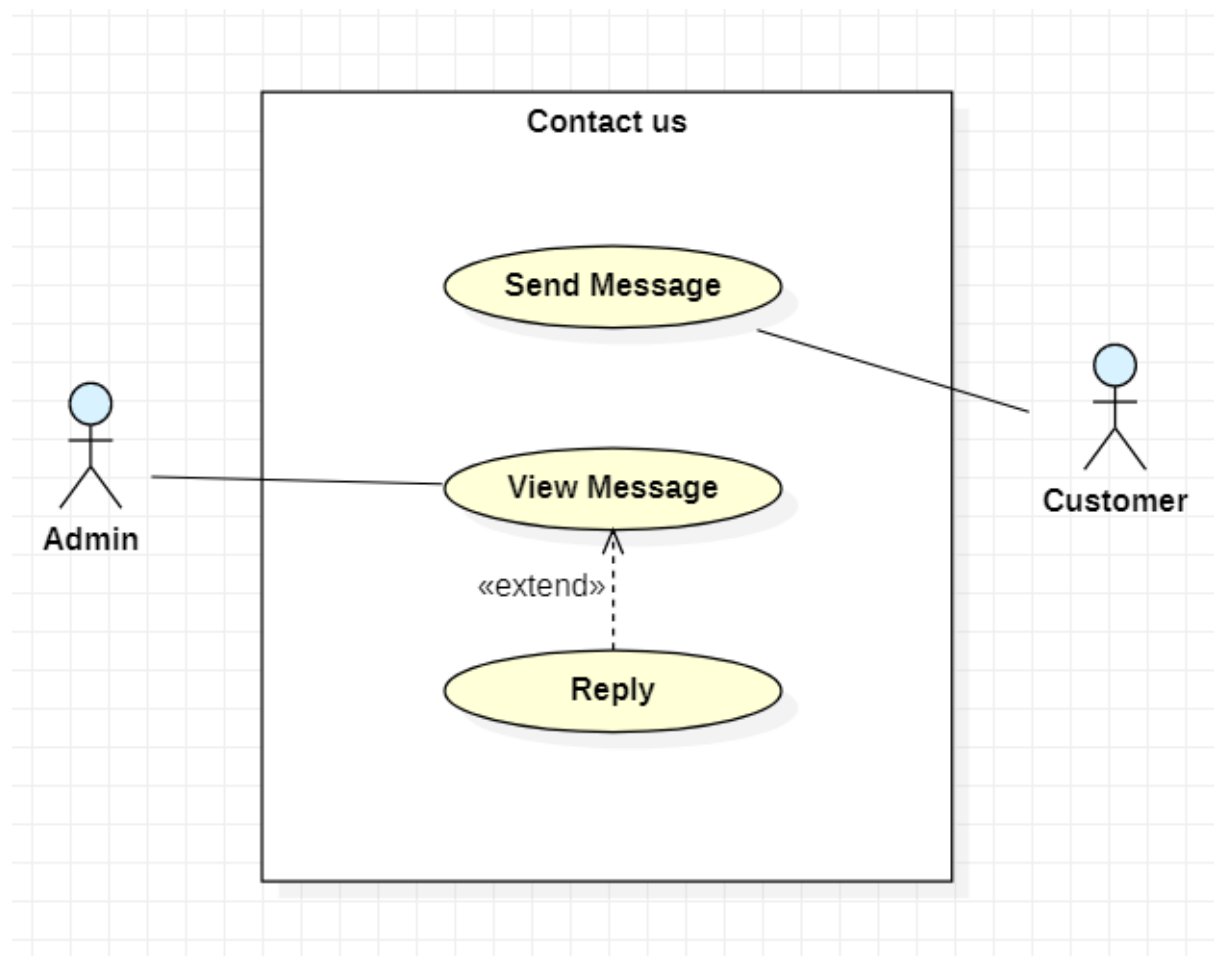 Contact us
Send Message
Customer
View Message
Admin
«extend»
Reply